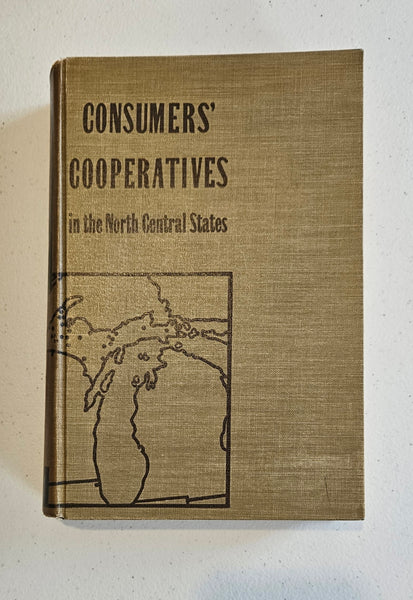 CONSUMERS'
COOPERATIVES
in the North Central States